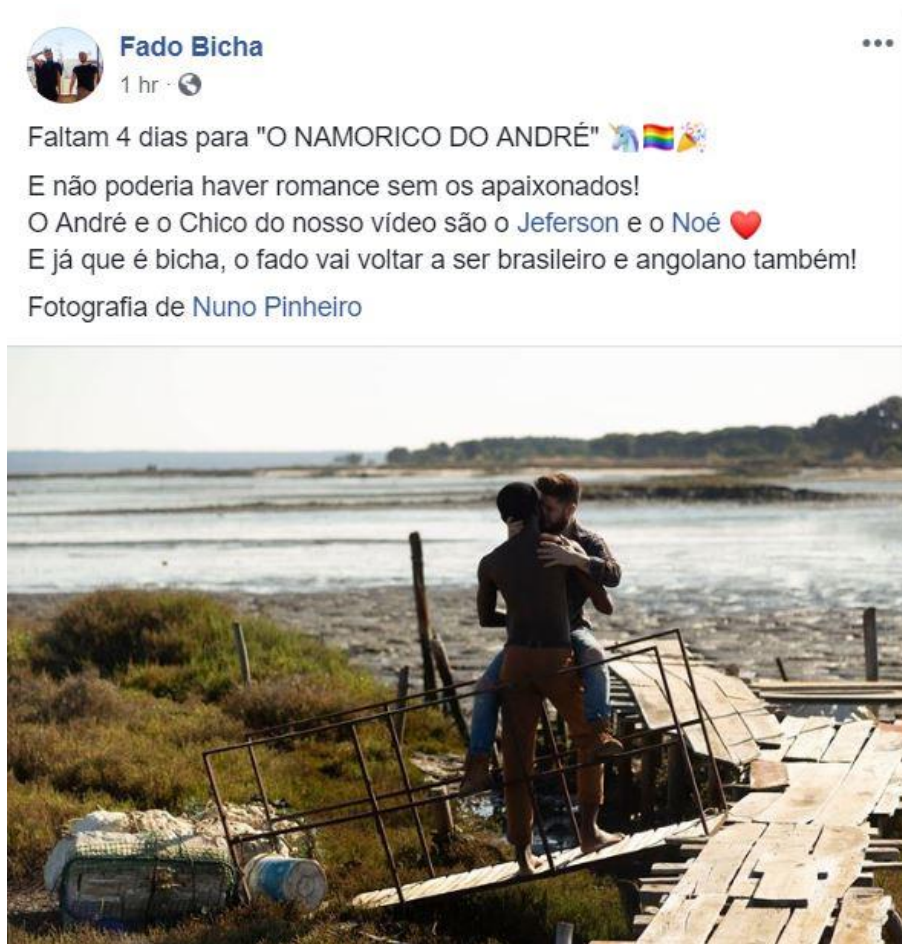 Fado Bicha
1 hr ·
Faltam 4 dias para "O NAMORICO DO ANDRÉ" 🦄🏳️‍🌈🎉
E não poderia haver romance sem os apaixonados!
O André e o Chico do nosso vídeo são o Jeferson e o Noé ❤️
E já que é bicha, o fado vai voltar a ser brasileiro e angolano também!
Fotografia de Nuno Pinheiro